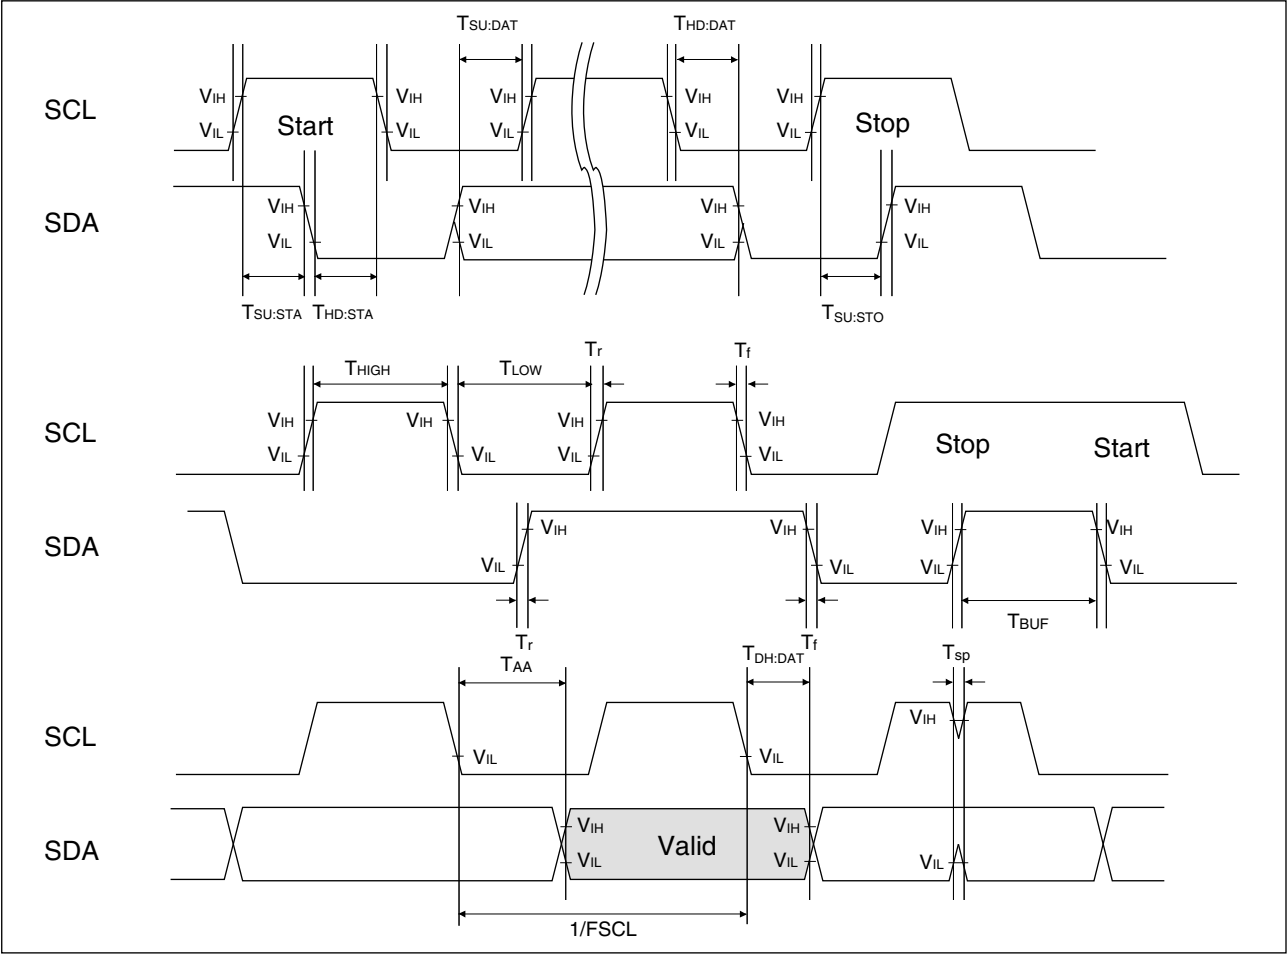 TSU:DAT THD:DAT
SCL VIH VIH VIH VIH VIH
VIL Start VIL VIL VIL VIL Stop
SDA VIH VIH VIH VIH
VIL VIL VIL VIL
TSU:STA THD:STA TSU:STO
THIGH TLOW Tr Tf
SCL VIH VIH VIH VIH Stop Start
VIL VIL VIL VIL
SDA VIH VIH VIH VIH
VIL VIL VIL VIL
Tr Tf TBUF
TAA TDH:DAT Tsp
SCL VIH
VIL VIL
SDA VIH Valid VIH
VIL VIL VIL
1/FSCL